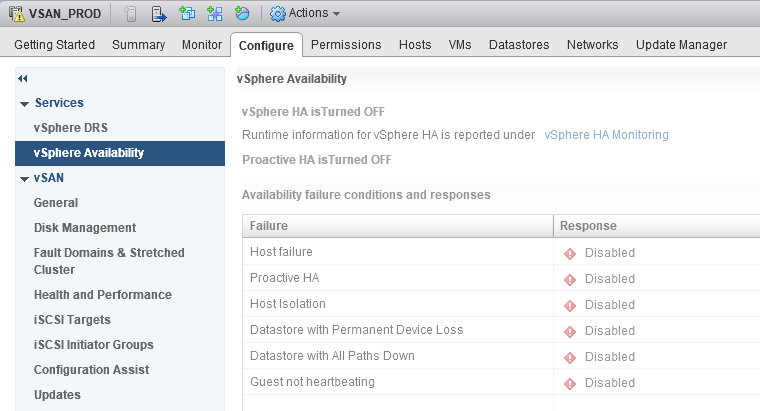 VSAN_PROD Actions
Getting Started Summary Monitor Configure Permissions Hosts VMs Datastores Networks Update Manager
Services
vSphere DRS
vSphere Availability
vSAN
General
Disk Management
Fault Domains & Stretched
Cluster
Health and Performance
iSCSI Targets
iSCSI Initiator Groups
Configuration Assist
Updates
vSphere Availability
vSphere HA isTurned OFF
Runtime information for vSphere HA is reported under vSphere HA Monitoring
Proactive HA isTurned OFF
Availability failure conditions and responses
Failure Response
Host failure Disabled
Proactive HA Disabled
Host Isolation Disabled
Datastore with Permanent Device Loss Disabled
Datastore with All Paths Down Disabled
Guest not heartbeating Disabled